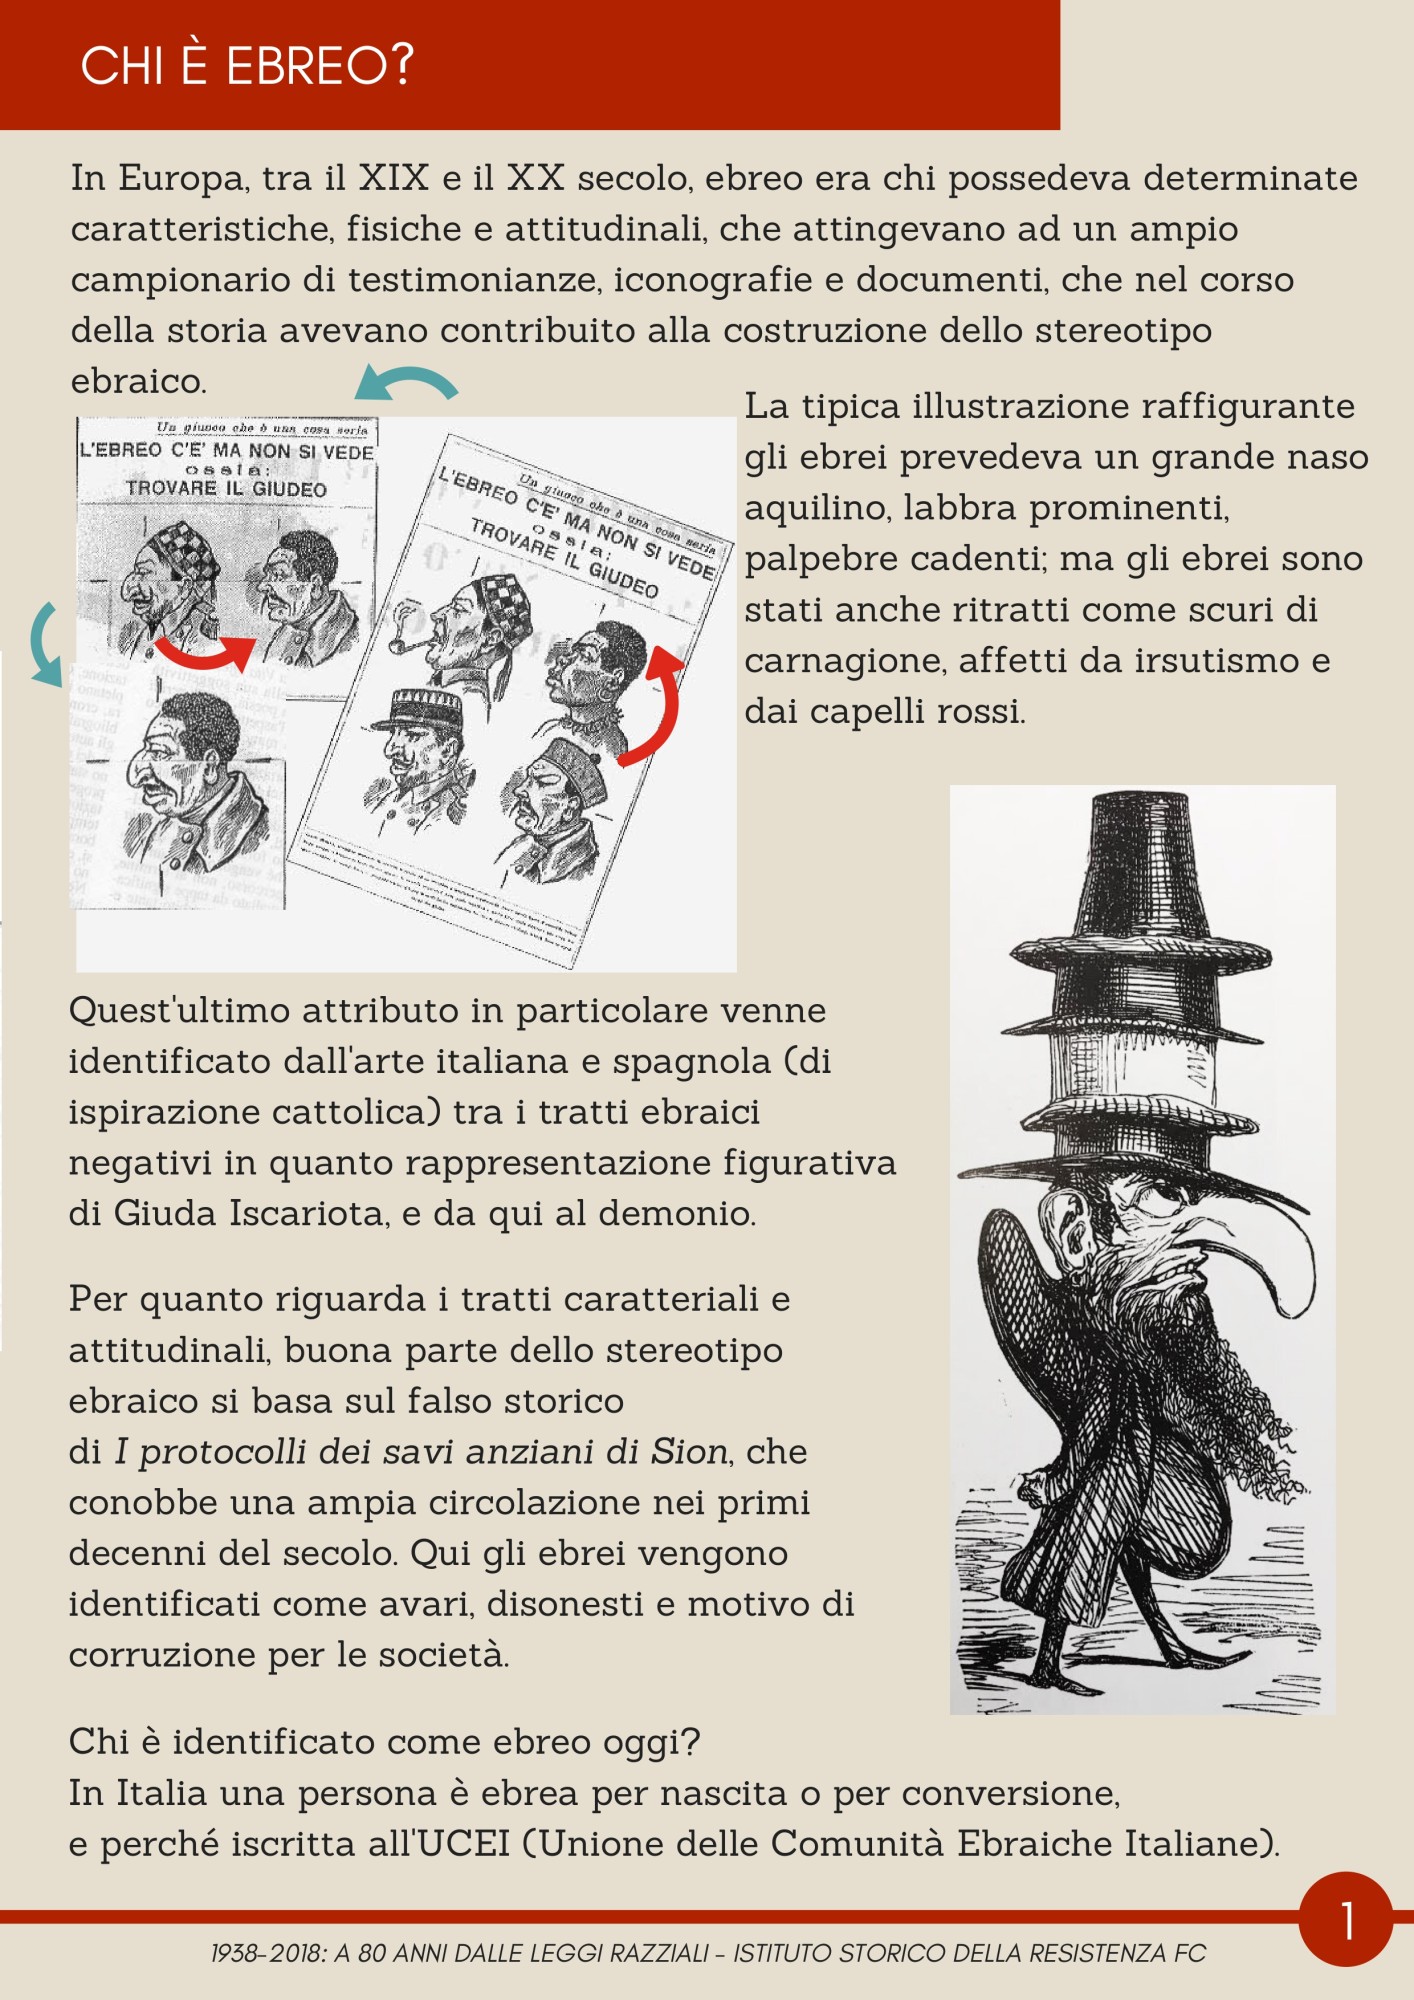 CHI È EBREO?
In Europa, tra il XIX e il XX secolo, ebreo era chi possedeva determinate
caratteristiche, fisiche e attitudinali, che attingevano ad un ampio
campionario di testimonianze, iconografie e documenti, che nel corso
della storia avevano contribuito alla costruzione dello stereotipo
ebraico.
Un giuoco che è una cosa seria
L'EBREO C'E' MA NON SI VEDE
ossia:
TROVARE IL GIUDEO
Un giuoco che è una cosa seria
L'EBREO C'E' MA NON SI VEDE
ossia:
TROVARE IL GIUDEO
La tipica illustrazione raffigurante
gli ebrei prevedeva un grande naso
aquilino, labbra prominenti,
palpebre cadenti; ma gli ebrei sono
stati anche ritratti come scuri di
carnagione, affetti da irsutismo e
dai capelli rossi.
Quest'ultimo attributo in particolare venne
identificato dall'arte italiana e spagnola (di
ispirazione cattolica) tra i tratti ebraici
negativi in quanto rappresentazione figurativa
di Giuda Iscariota, e da qui al demonio.
Per quanto riguarda i tratti caratteriali e
attitudinali, buona parte dello stereotipo
ebraico si basa sul falso storico
di I protocolli dei savi anziani di Sion, che
conobbe una ampia circolazione nei primi
decenni del secolo. Qui gli ebrei vengono
identificati come avari, disonesti e motivo di
corruzione per le società.
Chi è identificato come ebreo oggi?
In Italia una persona è ebrea per nascita o per conversione,
e perché iscritta all'UCEI (Unione delle Comunità Ebraiche Italiane).
1
1938-2018: A 80 ANNI DALLE LEGGI RAZZIALI - ISTITUTO STORICO DELLA RESISTENZA FC